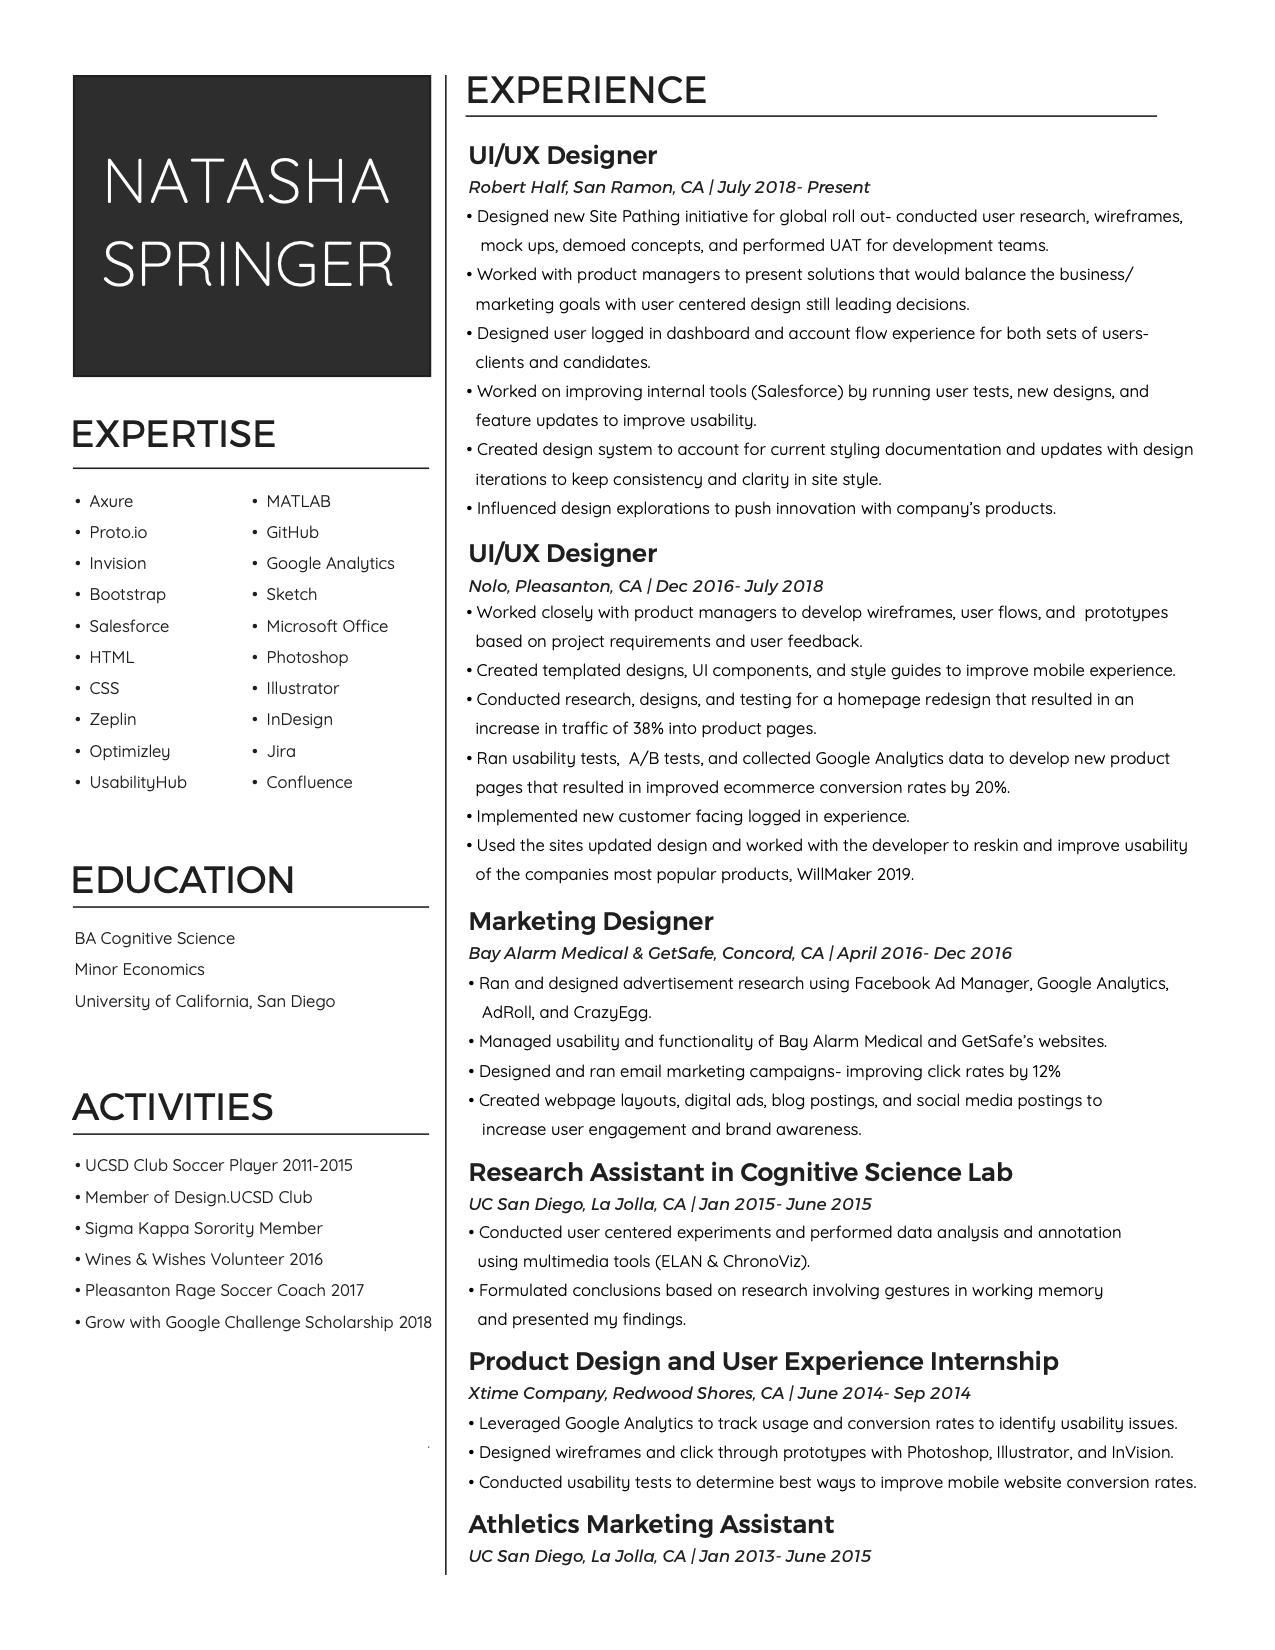 NATASHA
SPRINGER
EXPERTISE
• Axure
• Proto.io
• Invision
• Bootstrap
• Salesforce
• HTML
• CSS
• Zeplin
• Optimizley
• UsabilityHub
• MATLAB
• GitHub
• Google Analytics
• Sketch
• Microsoft Office
• Photoshop
• Illustrator
• InDesign
• Jira
• Confluence
EDUCATION
BA Cognitive Science
Minor Economics
University of California, San Diego
ACTIVITIES
• UCSD Club Soccer Player 2011-2015
• Member of Design.UCSD Club
• Sigma Kappa Sorority Member
• Wines & Wishes Volunteer 2016
• Pleasanton Rage Soccer Coach 2017
• Grow with Google Challenge Scholarship 2018
EXPERIENCE
UI/UX Designer
Robert Half, San Ramon, CA | July 2018- Present
• Designed new Site Pathing initiative for global roll out- conducted user research, wireframes,
mock ups, demoed concepts, and performed UAT for development teams.
• Worked with product managers to present solutions that would balance the business/
marketing goals with user centered design still leading decisions.
• Designed user logged in dashboard and account flow experience for both sets of users-
clients and candidates.
• Worked on improving internal tools (Salesforce) by running user tests, new designs, and
feature updates to improve usability.
• Created design system to account for current styling documentation and updates with design
iterations to keep consistency and clarity in site style.
• Influenced design explorations to push innovation with company's products.
UI/UX Designer
Nolo, Pleasanton, CA | Dec 2016- July 2018
• Worked closely with product managers to develop wireframes, user flows, and  prototypes
based on project requirements and user feedback.
• Created templated designs, UI components, and style guides to improve mobile experience.
• Conducted research, designs, and testing for a homepage redesign that resulted in an
increase in traffic of 38% into product pages.
• Ran usability tests,  A/B tests, and collected Google Analytics data to develop new product
pages that resulted in improved ecommerce conversion rates by 20%.
• Implemented new customer facing logged in experience.
• Used the sites updated design and worked with the developer to reskin and improve usability
of the companies most popular products, WillMaker 2019.
Marketing Designer
Bay Alarm Medical & GetSafe, Concord, CA | April 2016- Dec 2016
• Ran and designed advertisement research using Facebook Ad Manager, Google Analytics,
AdRoll, and CrazyEgg.
• Managed usability and functionality of Bay Alarm Medical and GetSafe's websites.
• Designed and ran email marketing campaigns- improving click rates by 12%
• Created webpage layouts, digital ads, blog postings, and social media postings to
increase user engagement and brand awareness.
Research Assistant in Cognitive Science Lab
UC San Diego, La Jolla, CA | Jan 2015- June 2015
• Conducted user centered experiments and performed data analysis and annotation
using multimedia tools (ELAN & ChronoViz).
• Formulated conclusions based on research involving gestures in working memory
and presented my findings.
Product Design and User Experience Internship
Xtime Company, Redwood Shores, CA | June 2014- Sep 2014
• Leveraged Google Analytics to track usage and conversion rates to identify usability issues.
• Designed wireframes and click through prototypes with Photoshop, Illustrator, and InVision.
• Conducted usability tests to determine best ways to improve mobile website conversion rates.
Athletics Marketing Assistant
UC San Diego, La Jolla, CA | Jan 2013- June 2015